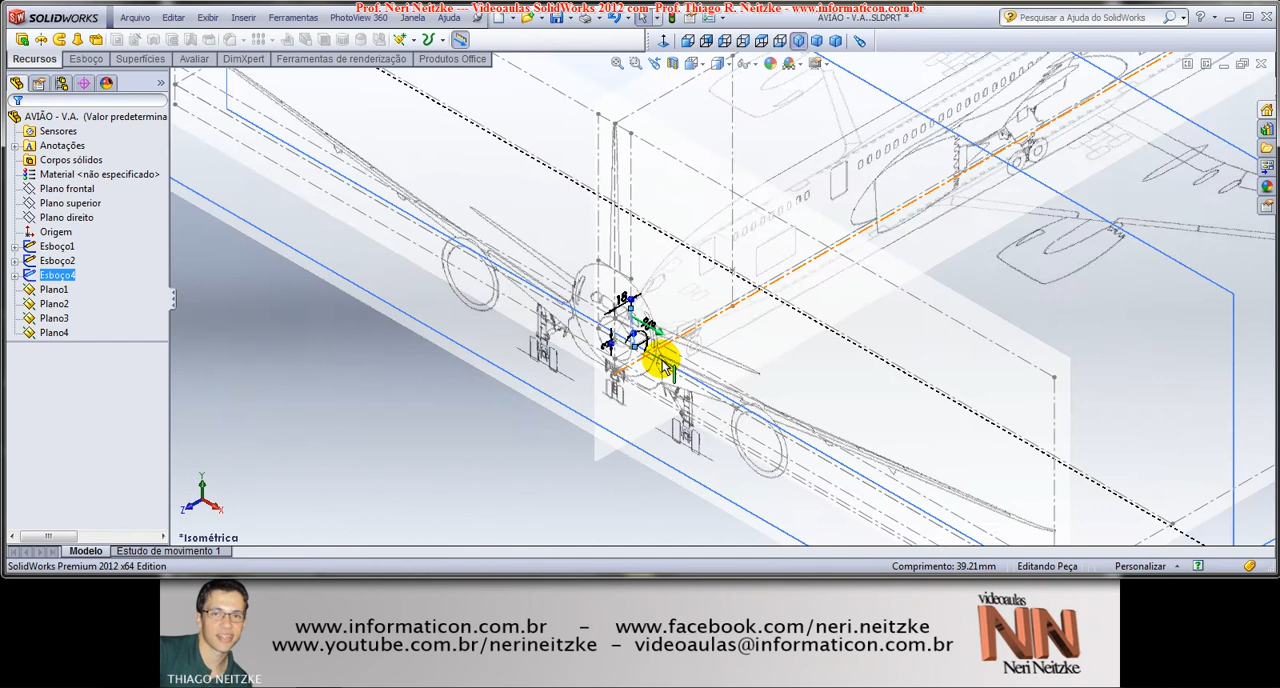 Prof. Neri Neitzke --- Videoaulas SolidWorks 2012 com Prof. Thiago R. Neitzke - www.informaticon.com.br
SOLIDWORKS
Arquivo Editar Exibir Inserir Ferramentas PhotoView 360 Janela Ajuda
AVIÃO - V.A..SLDPRT *
Pesquisar a Ajuda do SolidWorks
Recursos Esboço Superfícies Avaliar DimXpert Ferramentas de renderização Produtos Office
AVIÃO - V.A. (Valor predetermina
Sensores
Anotações
Corpos sólidos
Material <não especificado>
Plano frontal
Plano superior
Plano direito
Origem
Esboço1
Esboço2
Esboço4
Plano1
Plano2
Plano3
Plano4
18
Y
Z
X
*Isométrica
Modelo Estudo de movimento 1
SolidWorks Premium 2012 x64 Edition
Comprimento: 39.21mm Editando Peça Personalizar
www.informaticon.com.br - www.facebook.com/neri.neitzke
www.youtube.com.br/nerineitzke - videoaulas@informaticon.com.br
THIAGO NEITZKE
videoaulas
NN
Neri Neitzke